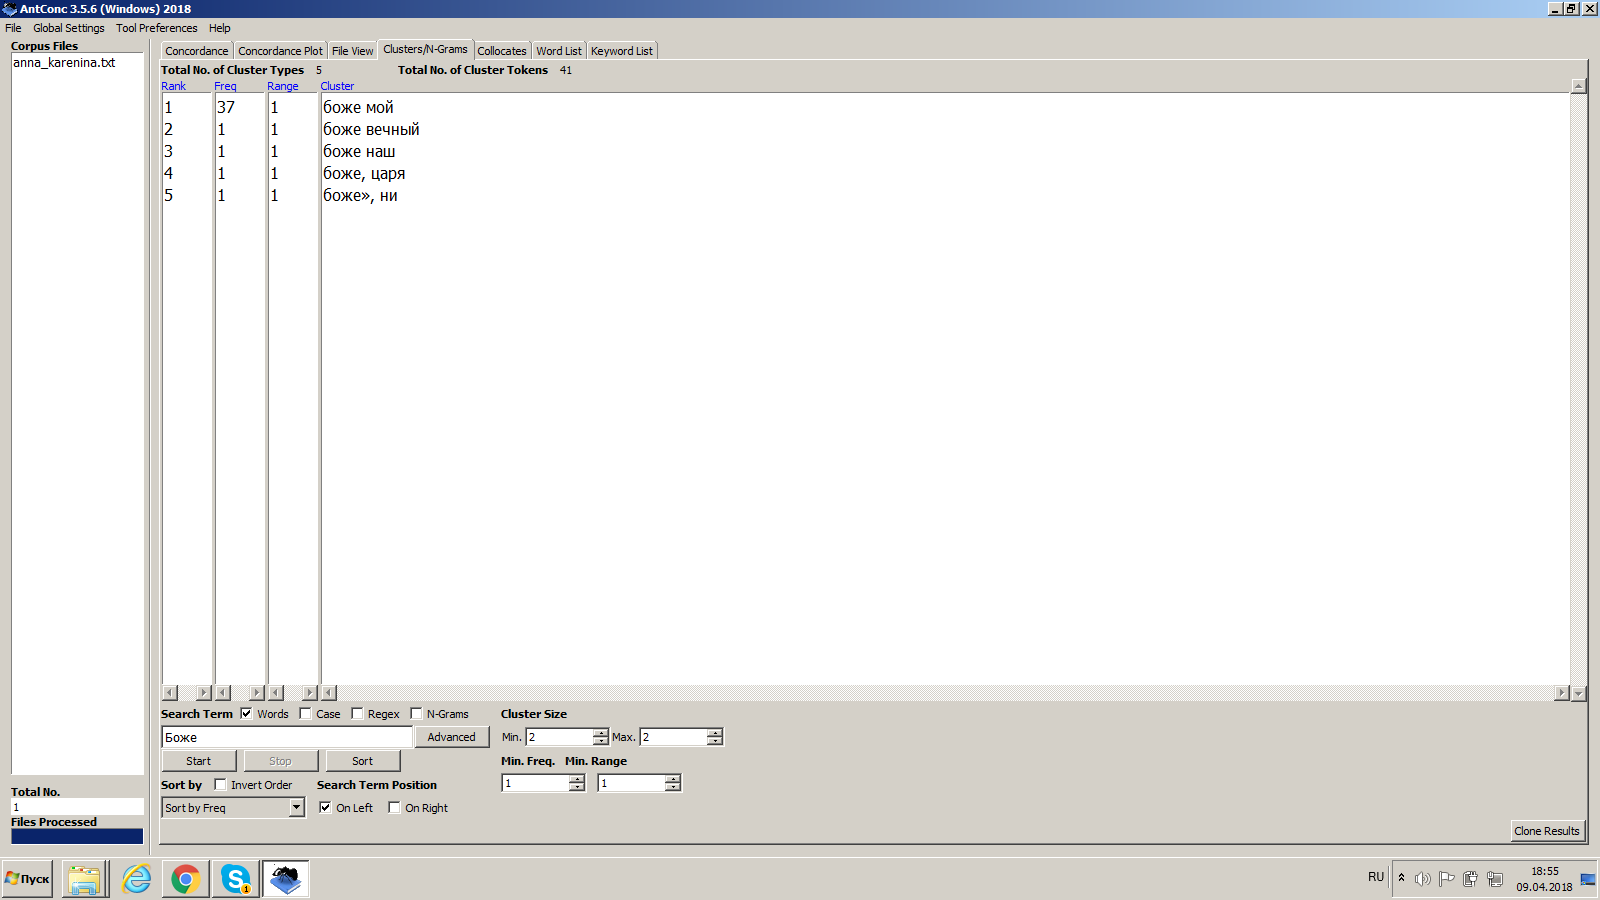 AntConc 3.5.6 (Windows) 2018
File Global Settings Tool Preferences Help
Corpus Files
anna_karenina.txt
Concordance Concordance Plot File View Clusters/N-Grams Collocates Word List Keyword List
Total No. of Cluster Types 5 Total No. of Cluster Tokens 41
Rank Freq Range Cluster
1 37 1 боже мой
2 1 1 боже вечный
3 1 1 боже наш
4 1 1 боже, царя
5 1 1 боже», ни
Search Term Words Case Regex N-Grams Cluster Size
Боже Advanced Min. 2 Max. 2
Start Stop Sort Min. Freq. Min. Range
Sort by Invert Order Search Term Position 1 1
Sort by Freq On Left On Right
Total No.
1
Files Processed
Clone Results
Пуск
1
RU
18:55
09.04.2018